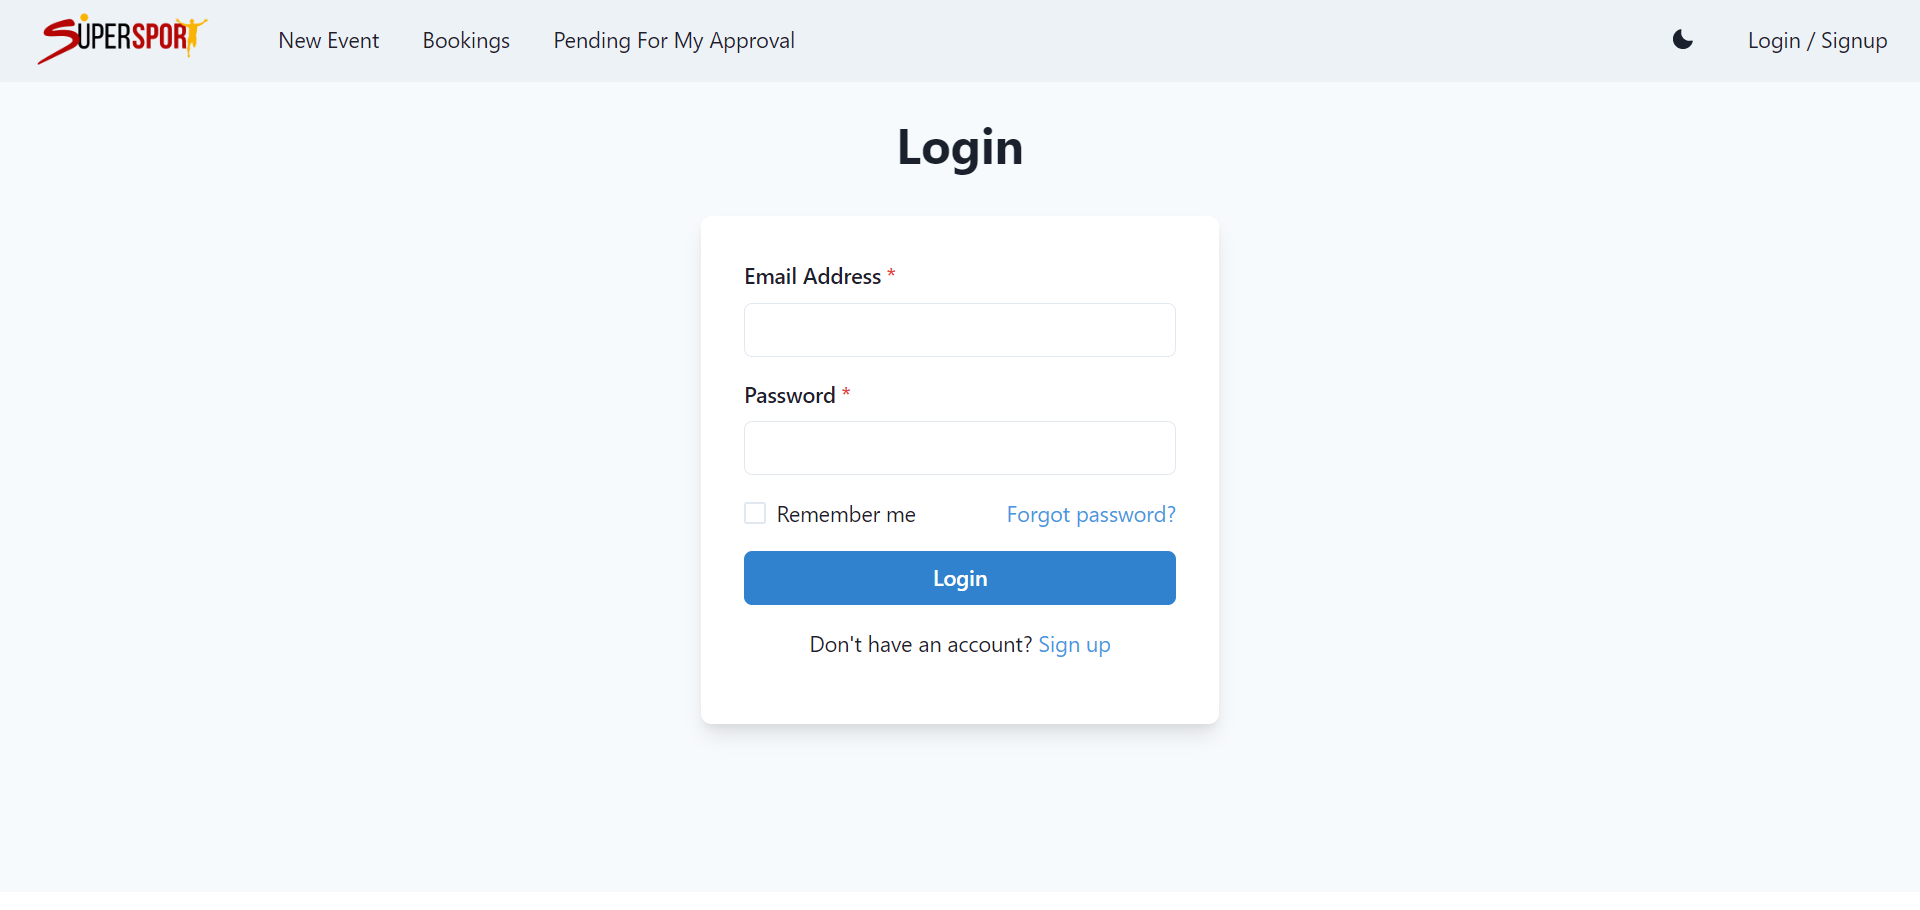 SUPERSPORT
New Event
Bookings
Pending For My Approval
Login / Signup
Login
Email Address *
Password *
Remember me
Forgot password?
Login
Don't have an account? Sign up